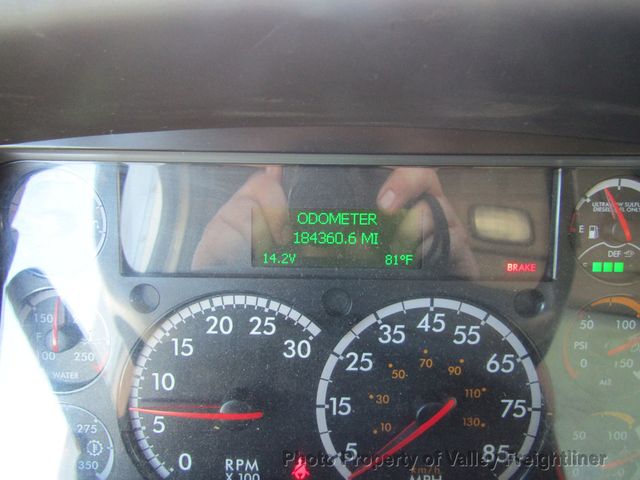 ODOMETER
184360.6 MI
14.2V 81°F
BRAKE
ULTRA LOW SULFUR
DIESEL FUEL ONLY
E
DEF
150
100 250
WATER
275
350
0 5 10 15 20 25 30
RPM
X 100
5 15 25 35 45 55 65 75 85
10 30 50 70 90 110 130
km/h
MPH
50 100
PSI
0 150
Air
50 100
Photo Property of Valley Freightliner